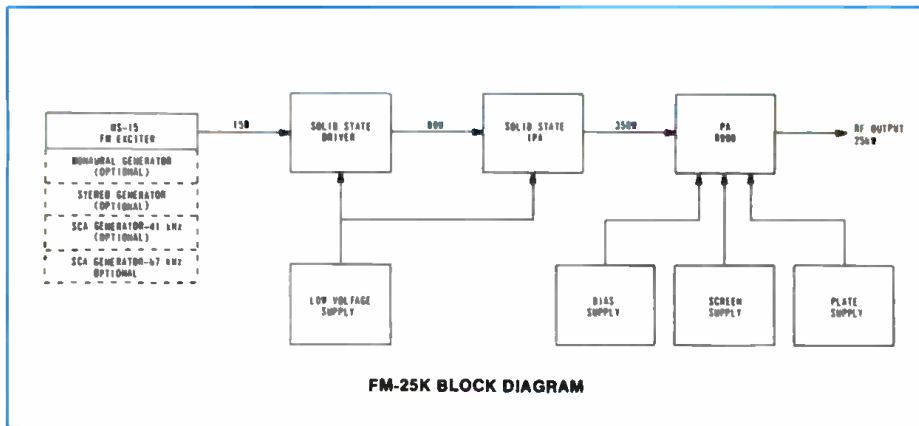 MS-15
FM EXCITER
MONAURAL GENERATOR
(OPTIONAL)
STEREO GENERATOR
(OPTIONAL)
SCA GENERATOR-41 kHz
(OPTIONAL)
SCA GENERATOR-67 kHz
OPTIONAL
15W
SOLID STATE
DRIVER
80W
SOLID STATE
IPA
350W
PA
RF OUTPUT
25kW
LOW VOLTAGE
SUPPLY
BIAS
SUPPLY
SCREEN
SUPPLY
PLATE
SUPPLY
FM-25K BLOCK DIAGRAM